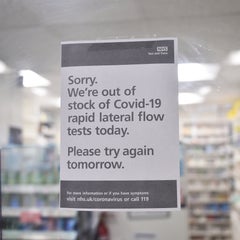 NHS
Test and Trace
Sorry.
We're out of
stock of Covid-19
rapid lateral flow
tests today.
Please try again
tomorrow.
For more information or if you have symptoms
visit nhs.uk/coronavirus or call 119